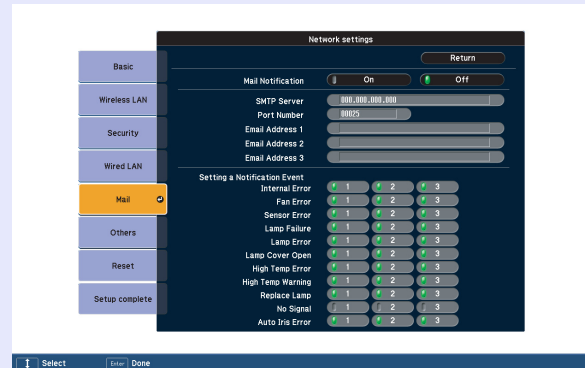 Network settings
Return
Basic
Wireless LAN
Security
Wired LAN
Mail
Others
Reset
Setup complete
Mail Notification On Off
SMTP Server 000.000.000.000
Port Number 00025
Email Address 1
Email Address 2
Email Address 3
Setting a Notification Event
Internal Error 1 2 3
Fan Error 1 2 3
Sensor Error 1 2 3
Lamp Failure 1 2 3
Lamp Error 1 2 3
Lamp Cover Open 1 2 3
High Temp Error 1 2 3
High Temp Warning 1 2 3
Replace Lamp 1 2 3
No Signal 1 2 3
Auto Iris Error 1 2 3
Select Enter Done